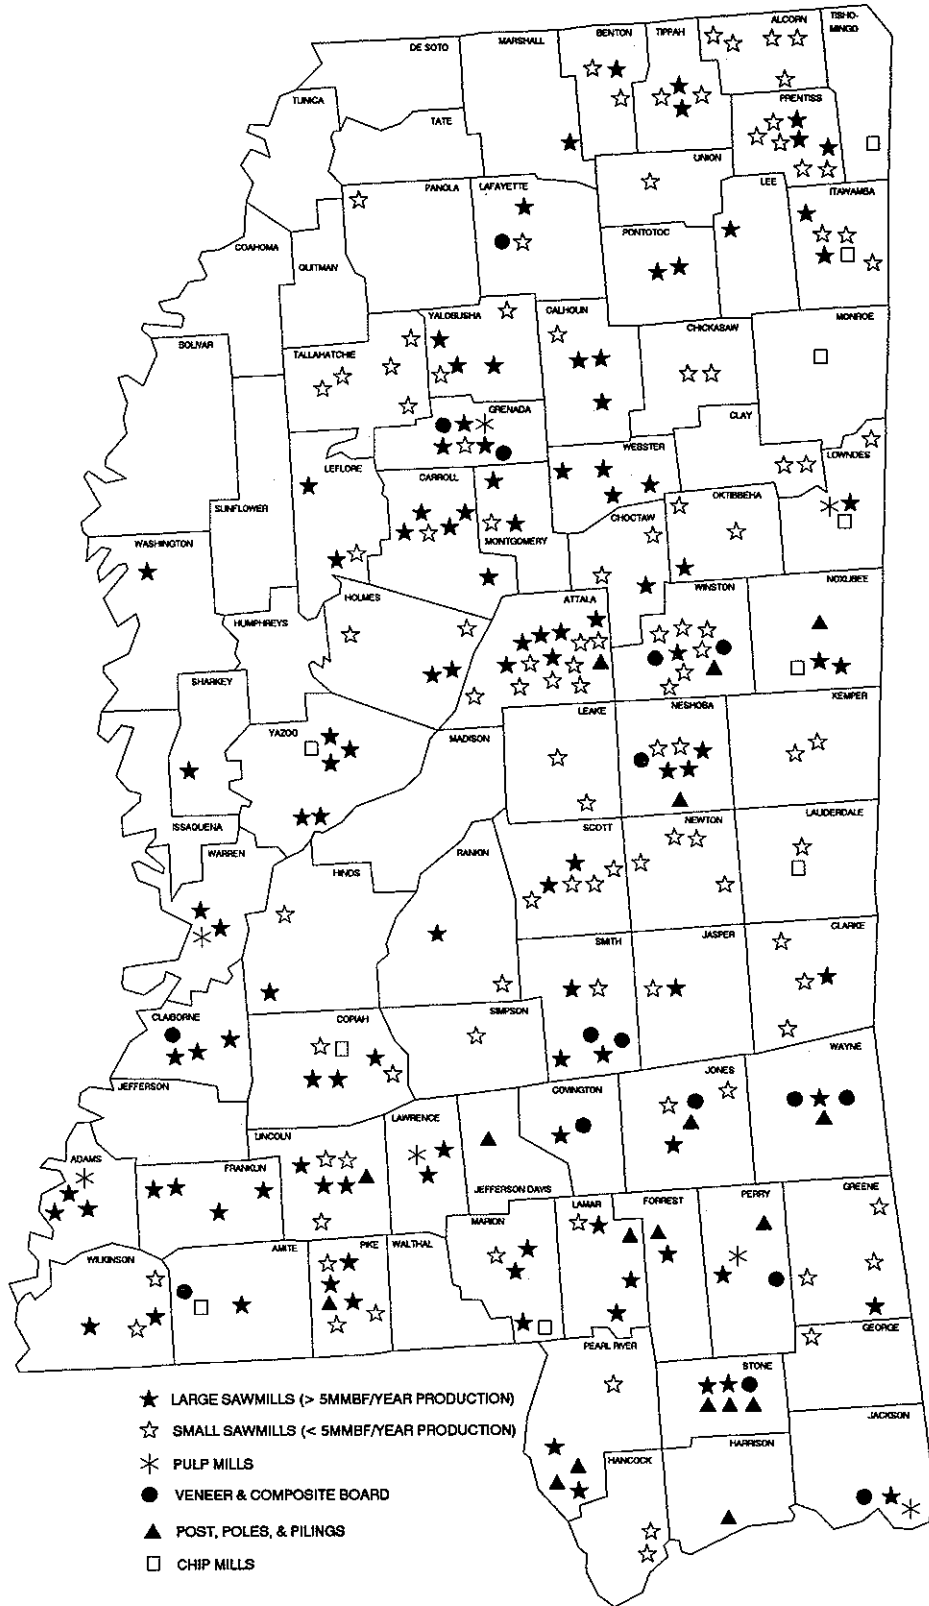 DE SOTO
MARSHALL
BENTON
TIPPAH
ALCORN
TISHO-
MINGO
TUNICA
TATE
PRENTISS
UNION
PANOLA
LAFAYETTE
LEE
ITAWAMBA
COAHOMA
QUITMAN
PONTOTOC
BOLIVAR
TALLAHATCHIE
YALOBUSHA
CALHOUN
CHICKASAW
MONROE
GRENADA
CLAY
SUNFLOWER
LEFLORE
CARROLL
WEBSTER
LOWNDES
OKTIBBEHA
WASHINGTON
MONTGOMERY
CHOCTAW
HUMPHREYS
HOLMES
ATTALA
WINSTON
NOXUBEE
SHARKEY
YAZOO
MADISON
LEAKE
NESHOBA
KEMPER
ISSAQUENA
WARREN
HINDS
RANKIN
SCOTT
NEWTON
LAUDERDALE
SMITH
JASPER
CLARKE
CLAIBORNE
COPIAH
SIMPSON
WAYNE
JEFFERSON
COVINGTON
JONES
LINCOLN
LAWRENCE
ADAMS
FRANKLIN
JEFFERSON DAVIS
LAMAR
FORREST
PERRY
GREENE
WILKINSON
AMITE
PIKE
WALTHAL
MARION
GEORGE
PEARL RIVER
STONE
JACKSON
HANCOCK
HARRISON
LARGE SAWMILLS (> 5MMBF/YEAR PRODUCTION)
SMALL SAWMILLS (< 5MMBF/YEAR PRODUCTION)
PULP MILLS
VENEER & COMPOSITE BOARD
POST, POLES, & PILINGS
CHIP MILLS